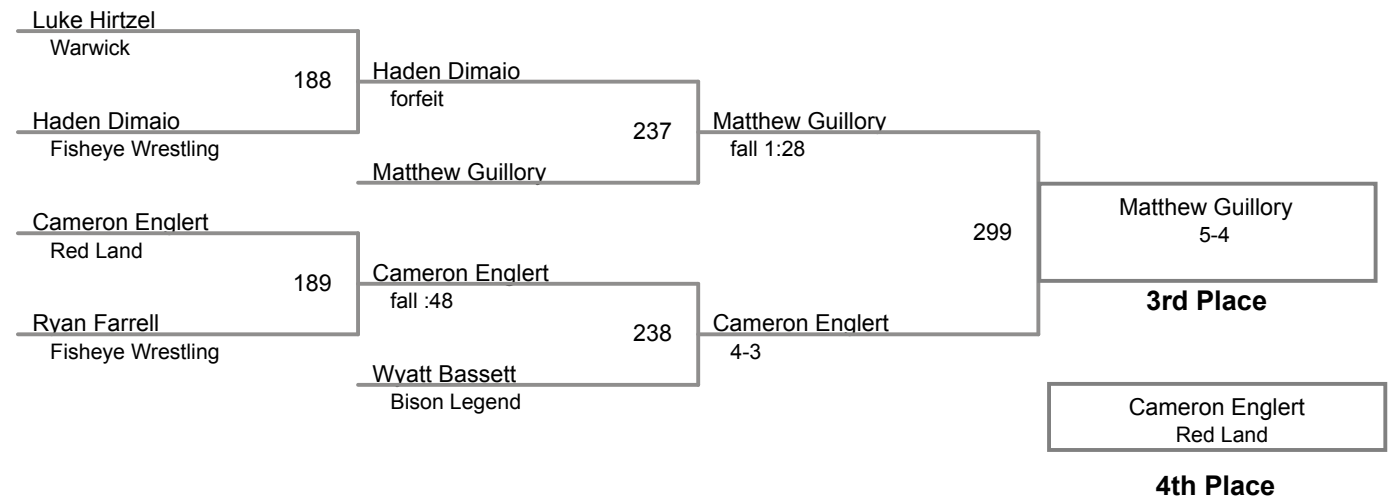 Luke Hirtzel
Warwick
188
Haden Dimaio
Fisheye Wrestling
Haden Dimaio
forfeit
237
Matthew Guillory
Matthew Guillory
fall 1:28
Cameron Englert
Red Land
189
Ryan Farrell
Fisheye Wrestling
Cameron Englert
fall :48
238
Wyatt Bassett
Bison Legend
Cameron Englert
4-3
299
Matthew Guillory
5-4
3rd Place
Cameron Englert
Red Land
4th Place